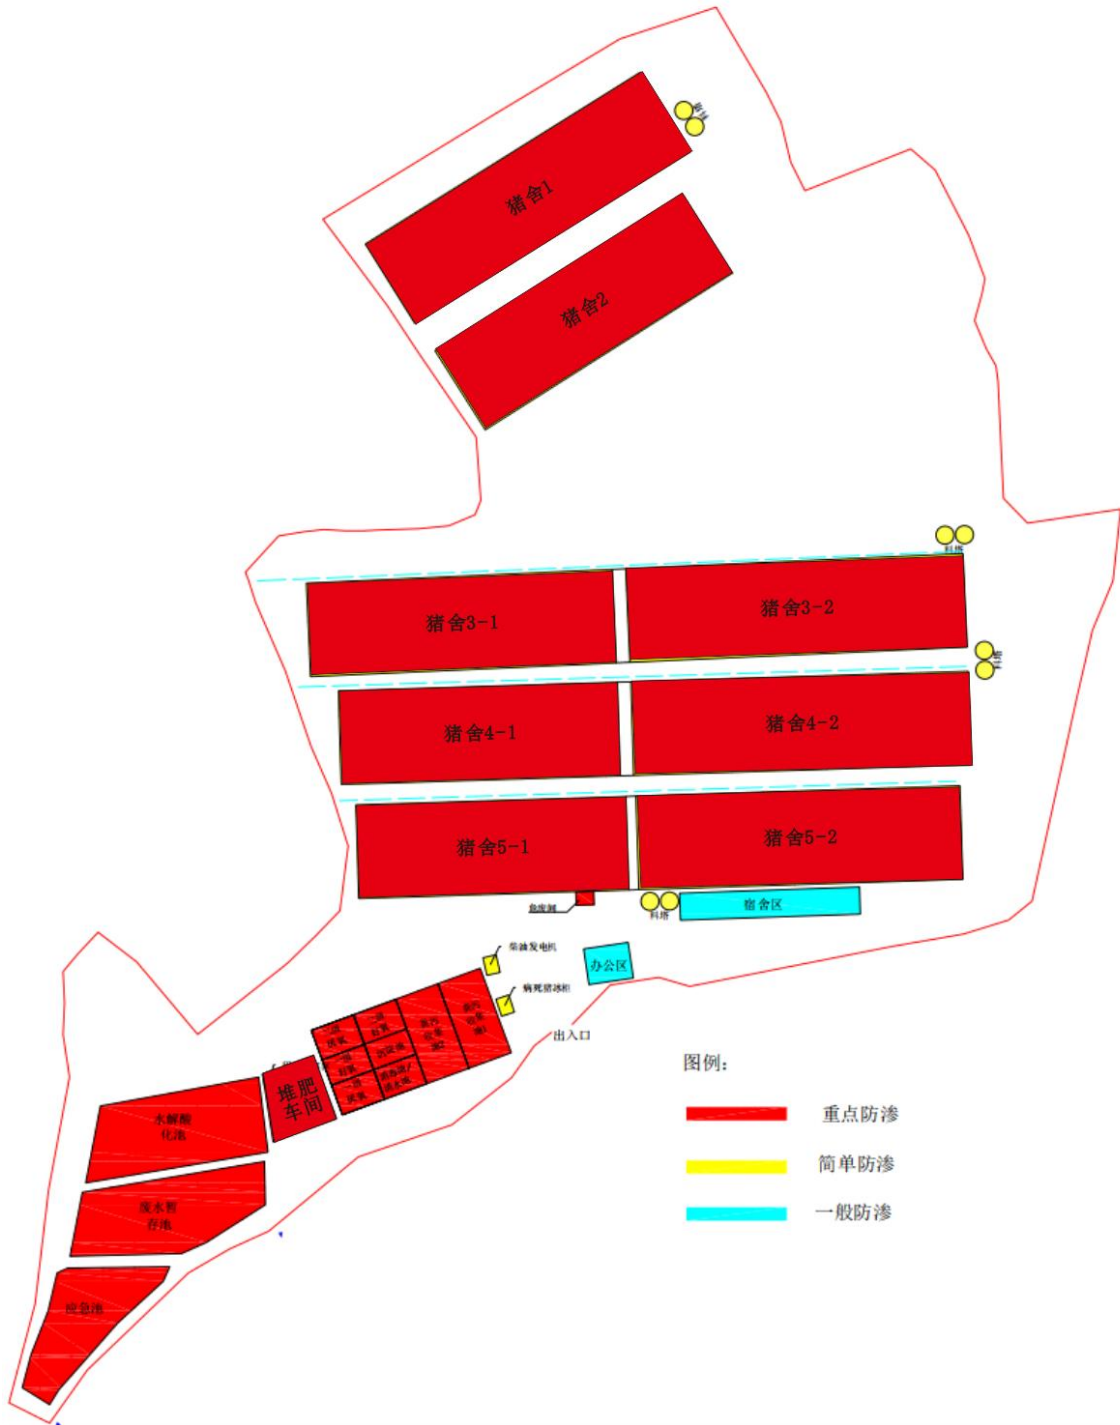 料塔
猪舍1
猪舍2
料塔
猪舍3-1
猪舍3-2
料塔
猪舍4-1
猪舍4-2
猪舍5-1
猪舍5-2
危废间
料塔
宿舍区
柴油发电机
办公区
病死猪冰柜
出入口
堆肥
车间
水解酸
化池
废水暂
存池
应急池
图例：
重点防渗
简单防渗
一般防渗